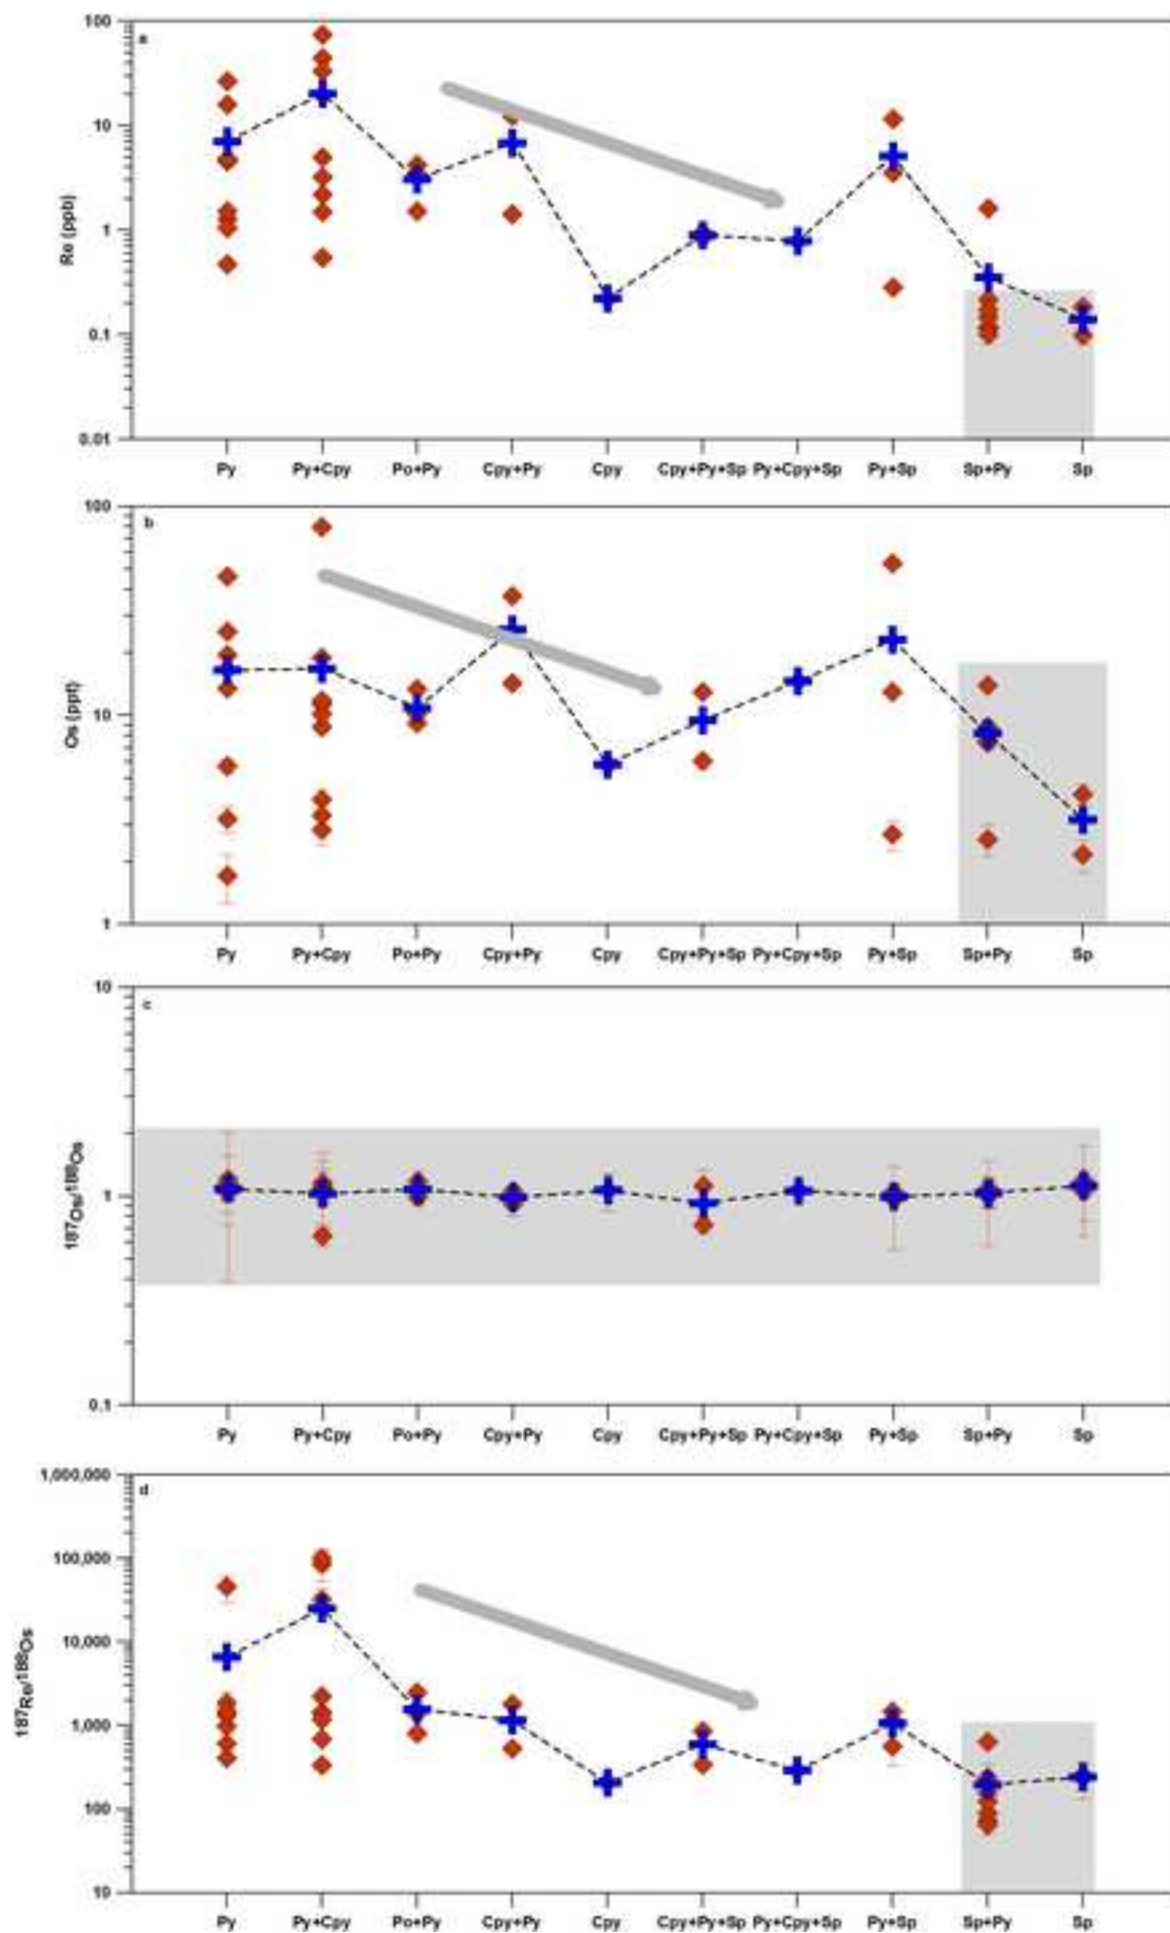 a
100
10
1
0.1
0.01
Re (ppb)
Py Py+Cpy Po+Py Cpy+Py Cpy Cpy+Py+Sp Py+Cpy+Sp Py+Sp Sp+Py Sp
b
100
10
1
Os (ppt)
Py Py+Cpy Po+Py Cpy+Py Cpy Cpy+Py+Sp Py+Cpy+Sp Py+Sp Sp+Py Sp
c
10
1
0.1
187Os/188Os
Py Py+Cpy Po+Py Cpy+Py Cpy Cpy+Py+Sp Py+Cpy+Sp Py+Sp Sp+Py Sp
d
1,000,000
100,000
10,000
1,000
100
10
187Re/188Os
Py Py+Cpy Po+Py Cpy+Py Cpy Cpy+Py+Sp Py+Cpy+Sp Py+Sp Sp+Py Sp